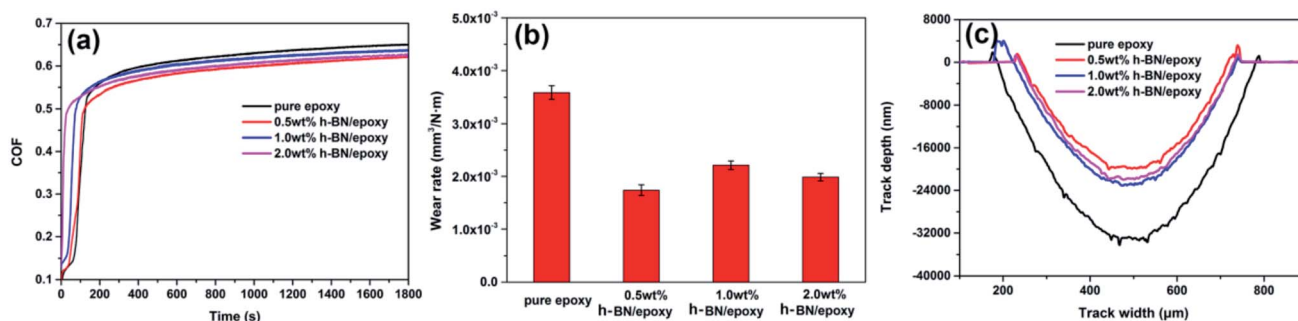 (a)
0.7
0.6
0.5
0.4
0.3
0.2
0.1
COF
pure epoxy
0.5wt% h-BN/epoxy
1.0wt% h-BN/epoxy
2.0wt% h-BN/epoxy
0 200 400 600 800 1000 1200 1400 1600 1800
Time (s)
(b)
5.0x10⁻³
4.0x10⁻³
3.0x10⁻³
2.0x10⁻³
1.0x10⁻³
0.0
Wear rate (mm³/N·m)
pure epoxy
0.5wt%
h-BN/epoxy
1.0wt%
h-BN/epoxy
2.0wt%
h-BN/epoxy
(c)
8000
0
-8000
-16000
-24000
-32000
-40000
Track depth (nm)
pure epoxy
0.5wt% h-BN/epoxy
1.0wt% h-BN/epoxy
2.0wt% h-BN/epoxy
200 400 600 800
Track width (μm)